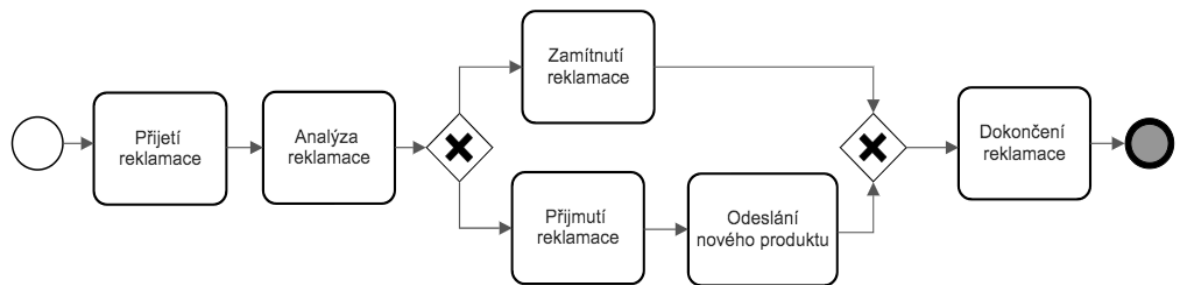 Přijetí
reklamace
Analýza
reklamace
Zamítnutí
reklamace
Přijmutí
reklamace
Odeslání
nového produktu
Dokončení
reklamace